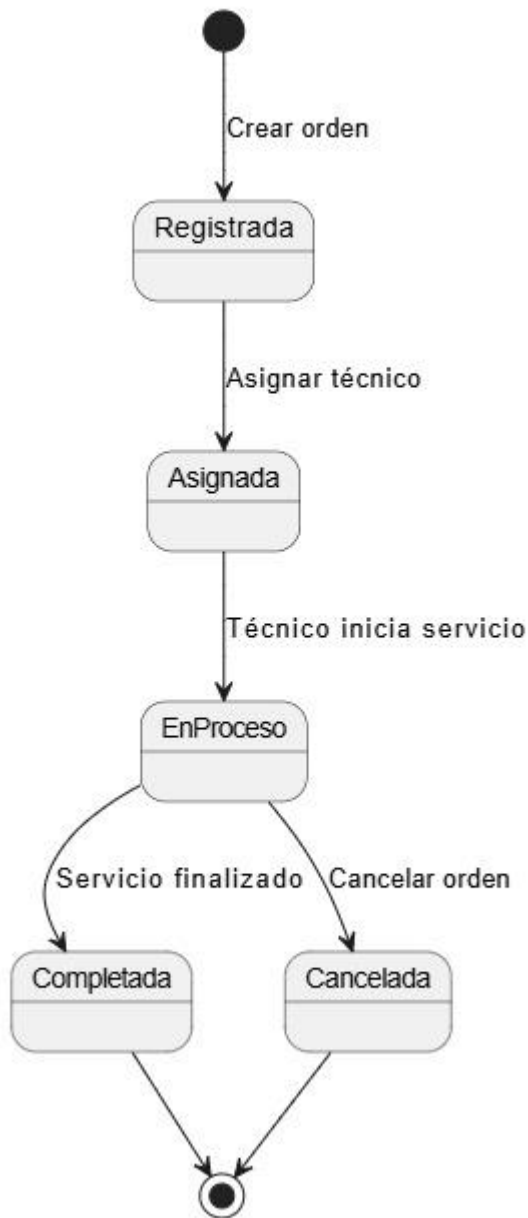 Crear orden
Registrada
Asignar técnico
Asignada
Técnico inicia servicio
EnProceso
Servicio finalizado
Cancelar orden
Completada
Cancelada